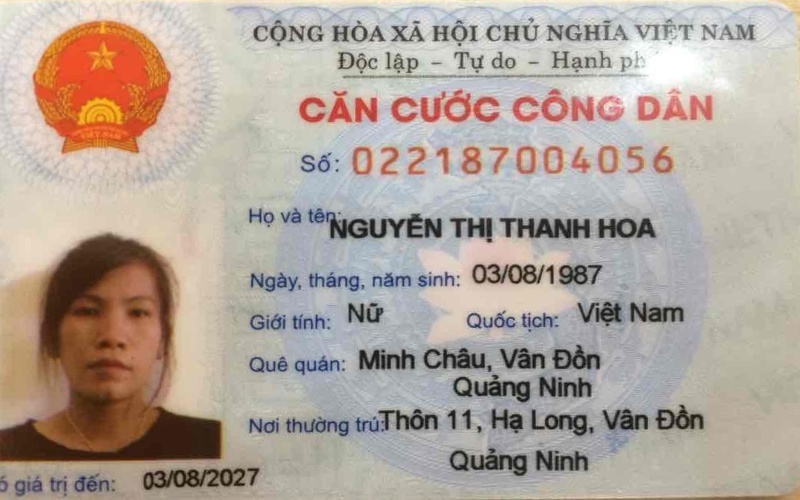 CỘNG HÒA XÃ HỘI CHỦ NGHĨA VIỆT NAM
Độc lập - Tự do - Hạnh ph
CĂN CƯỚC CÔNG DÂN
Số: 022187004056
Họ và tên: NGUYỄN THỊ THANH HOA
Ngày, tháng, năm sinh: 03/08/1987
Giới tính: Nữ Quốc tịch: Việt Nam
Quê quán: Minh Châu, Vân Đồn
Quảng Ninh
Nơi thường trú: Thôn 11, Hạ Long, Vân Đồn
Quảng Ninh
ó giá trị đến: 03/08/2027
VIỆT NAM